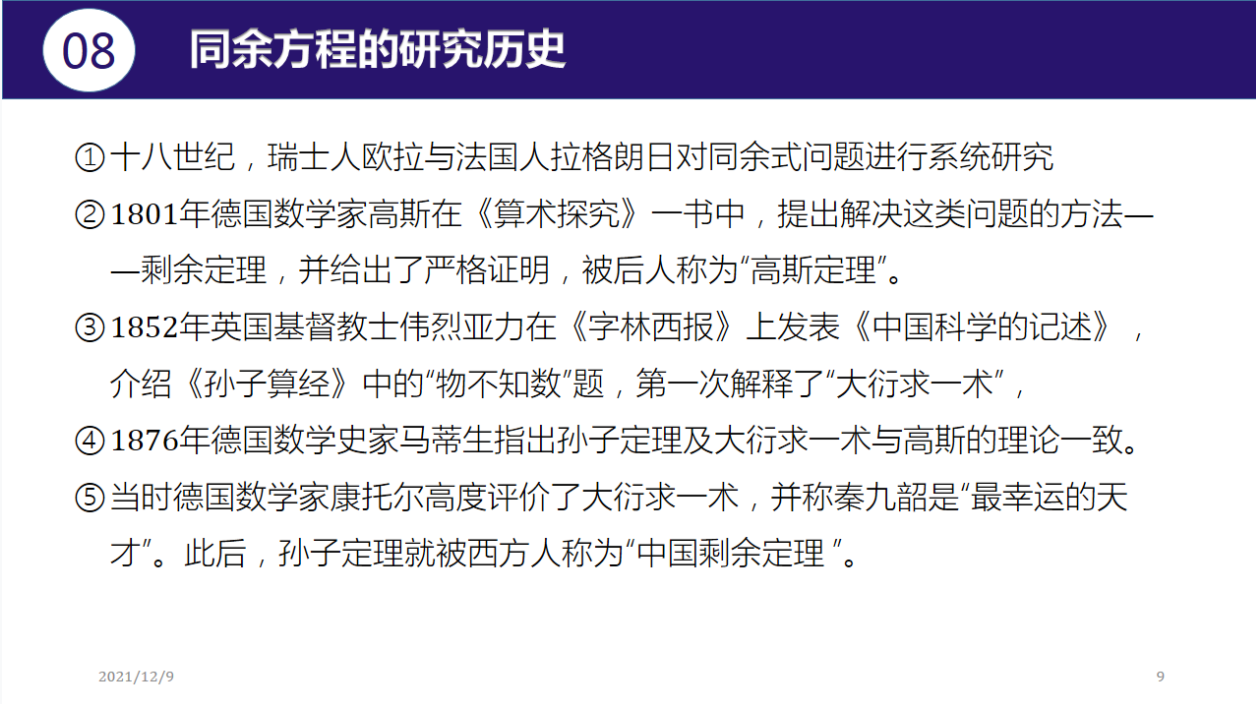 08
同余方程的研究历史
①十八世纪，瑞士人欧拉与法国人拉格朗日对同余式问题进行系统研究
②1801年德国数学家高斯在《算术探究》一书中，提出解决这类问题的方法—
—剩余定理，并给出了严格证明，被后人称为“高斯定理”。
③1852年英国基督教士伟烈亚力在《字林西报》上发表《中国科学的记述》，
介绍《孙子算经》中的“物不知数”题，第一次解释了“大衍求一术”，
④1876年德国数学史家马蒂生指出孙子定理及大衍求一术与高斯的理论一致。
⑤当时德国数学家康托尔高度评价了大衍求一术，并称秦九韶是“最幸运的天
才”。此后，孙子定理就被西方人称为“中国剩余定理 ”。
2021/12/9
9